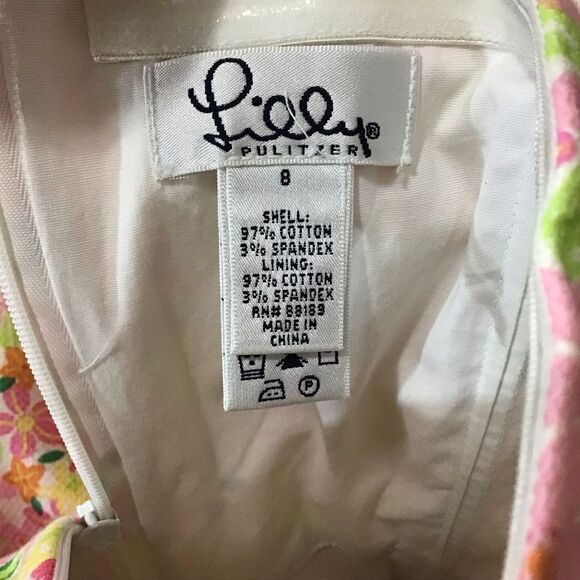 Lilly®
PULITZER
8
SHELL:
97% COTTON
3% SPANDEX
LINING:
97% COTTON
3% SPANDEX
RN# 88189
MADE IN
CHINA
P